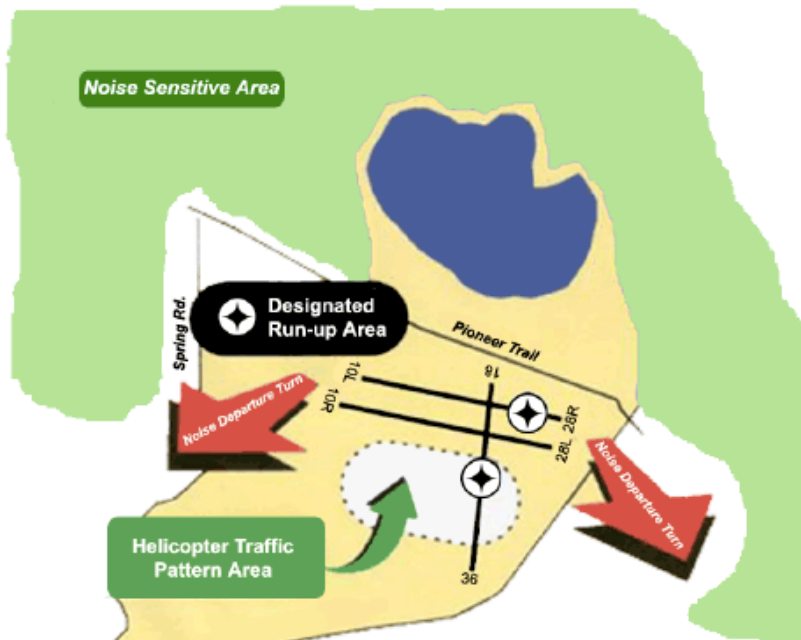 Noise Sensitive Area
Spring Rd.
Designated
Run-up Area
Pioneer Trail
18
10L
10R
28R
28L
Noise Departure Turn
Noise Departure Turn
Helicopter Traffic
Pattern Area
36